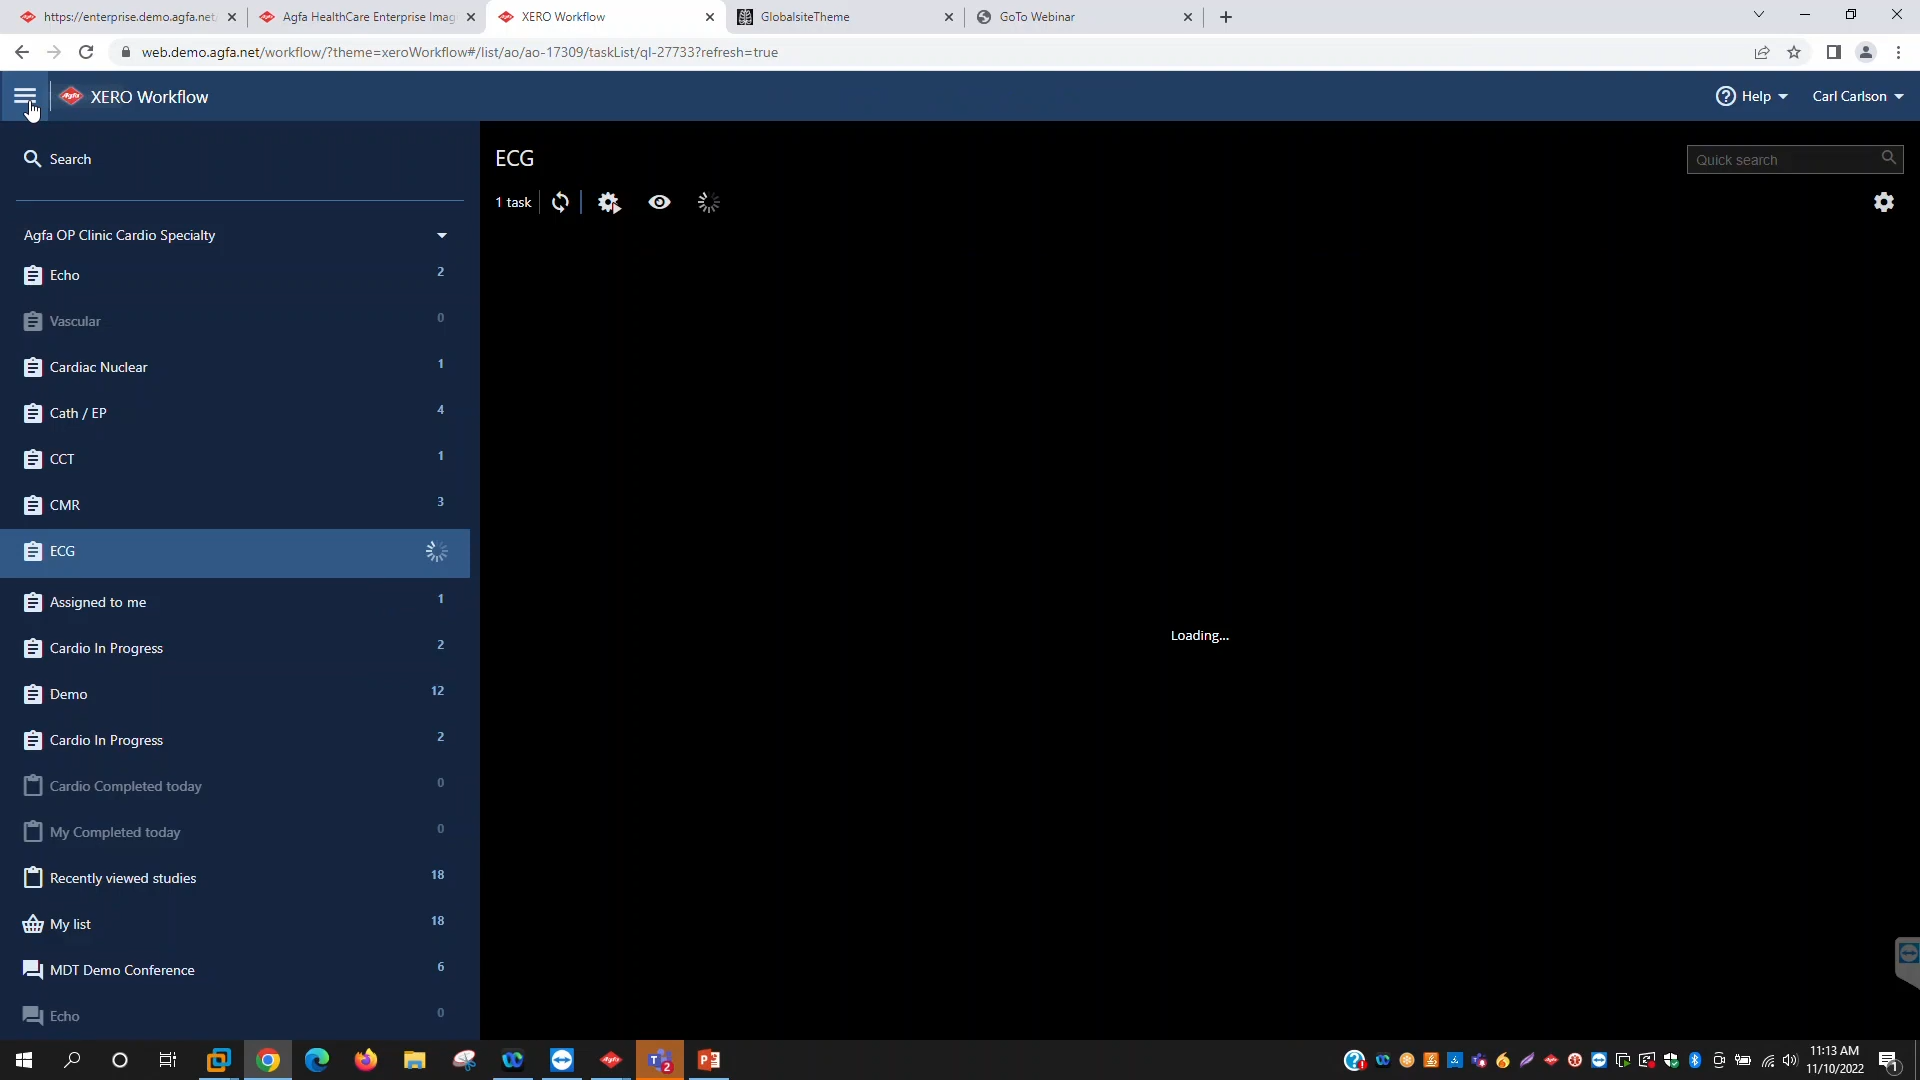 https://enterprise.demo.agfa.net
Agfa HealthCare Enterprise Imag
XERO Workflow
GlobalsiteTheme
GoTo Webinar
web.demo.agfa.net/workflow/?theme=xeroWorkflow#/list/ao/ao-17309/taskList/ql-27733?refresh=true
XERO Workflow
Help
Carl Carlson
Search
Agfa OP Clinic Cardio Specialty
Echo 2
Vascular 0
Cardiac Nuclear 1
Cath / EP 4
CCT 1
CMR 3
ECG
Assigned to me 1
Cardio In Progress 2
Demo 12
Cardio In Progress 2
Cardio Completed today 0
My Completed today 0
Recently viewed studies 18
My list 18
MDT Demo Conference 6
Echo 0
ECG
Quick search
1 task
Loading...
2
11:13 AM
11/10/2022
1